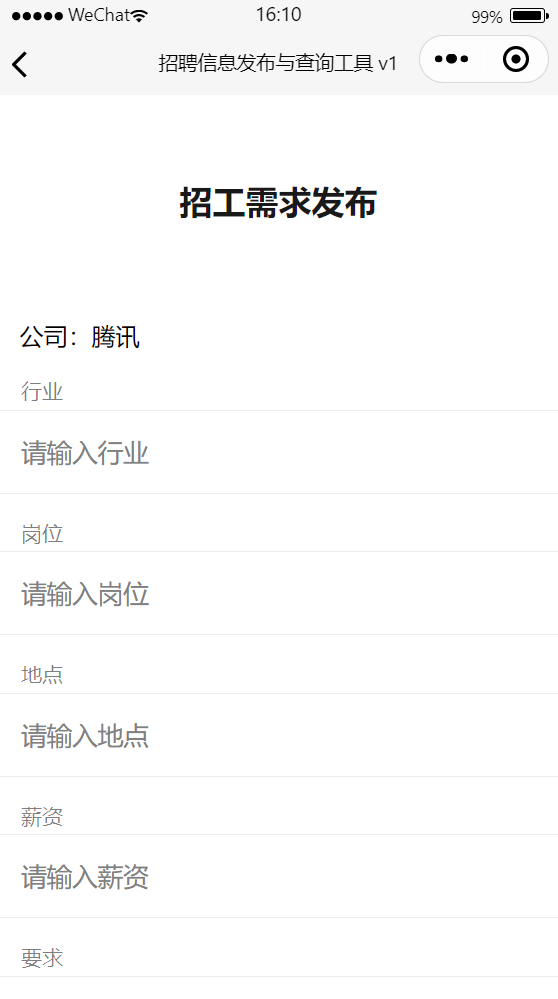 WeChat 16:10 99%
招聘信息发布与查询工具 v1
招工需求发布
公司：腾讯
行业
请输入行业
岗位
请输入岗位
地点
请输入地点
薪资
请输入薪资
要求